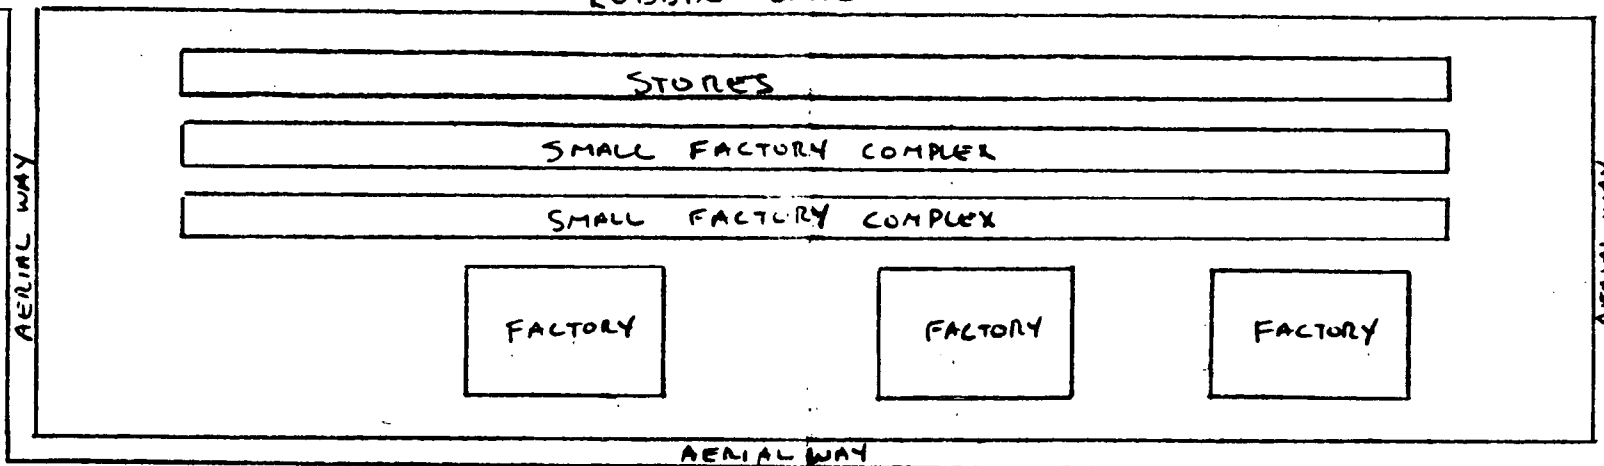 STORES
SMALL FACTORY COMPLEX
SMALL FACTORY COMPLEX
AERIAL WAY
FACTORY
FACTORY
FACTORY
AERIAL WAY